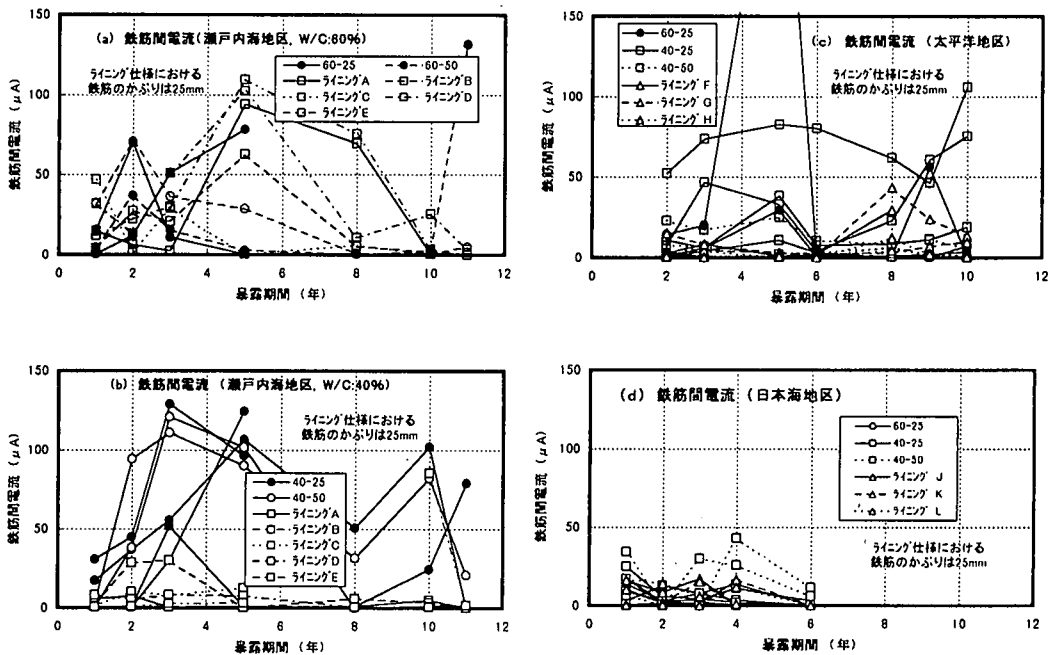 (a) 鉄筋間電流(瀬戸内海地区, W/C:60%)
ライニング仕様における
鉄筋のかぶりは25mm
60-25
60-50
ライニングA
ライニングB
ライニングC
ライニングD
ライニングE
鉄筋間電流 (μA)
150
100
50
0
0 2 4 6 8 10 12
暴露期間 (年)
(c) 鉄筋間電流 (太平洋地区)
ライニング仕様における
鉄筋のかぶりは25mm
60-25
40-25
40-50
ライニングF
ライニングG
ライニングH
鉄筋間電流 (μA)
150
100
50
0
0 2 4 6 8 10 12
暴露期間 (年)
(b) 鉄筋間電流 (瀬戸内海地区, W/C:40%)
ライニング仕様における
鉄筋のかぶりは25mm
40-25
40-50
ライニングA
ライニングB
ライニングC
ライニングD
ライニングE
鉄筋間電流 (μA)
150
100
50
0
0 2 4 6 8 10 12
暴露期間 (年)
(d) 鉄筋間電流 (日本海地区)
60-25
40-25
40-50
ライニング J
ライニング K
ライニング L
ライニング仕様における
鉄筋のかぶりは25mm
鉄筋間電流 (μA)
150
100
50
0
0 2 4 6 8 10 12
暴露期間 (年)